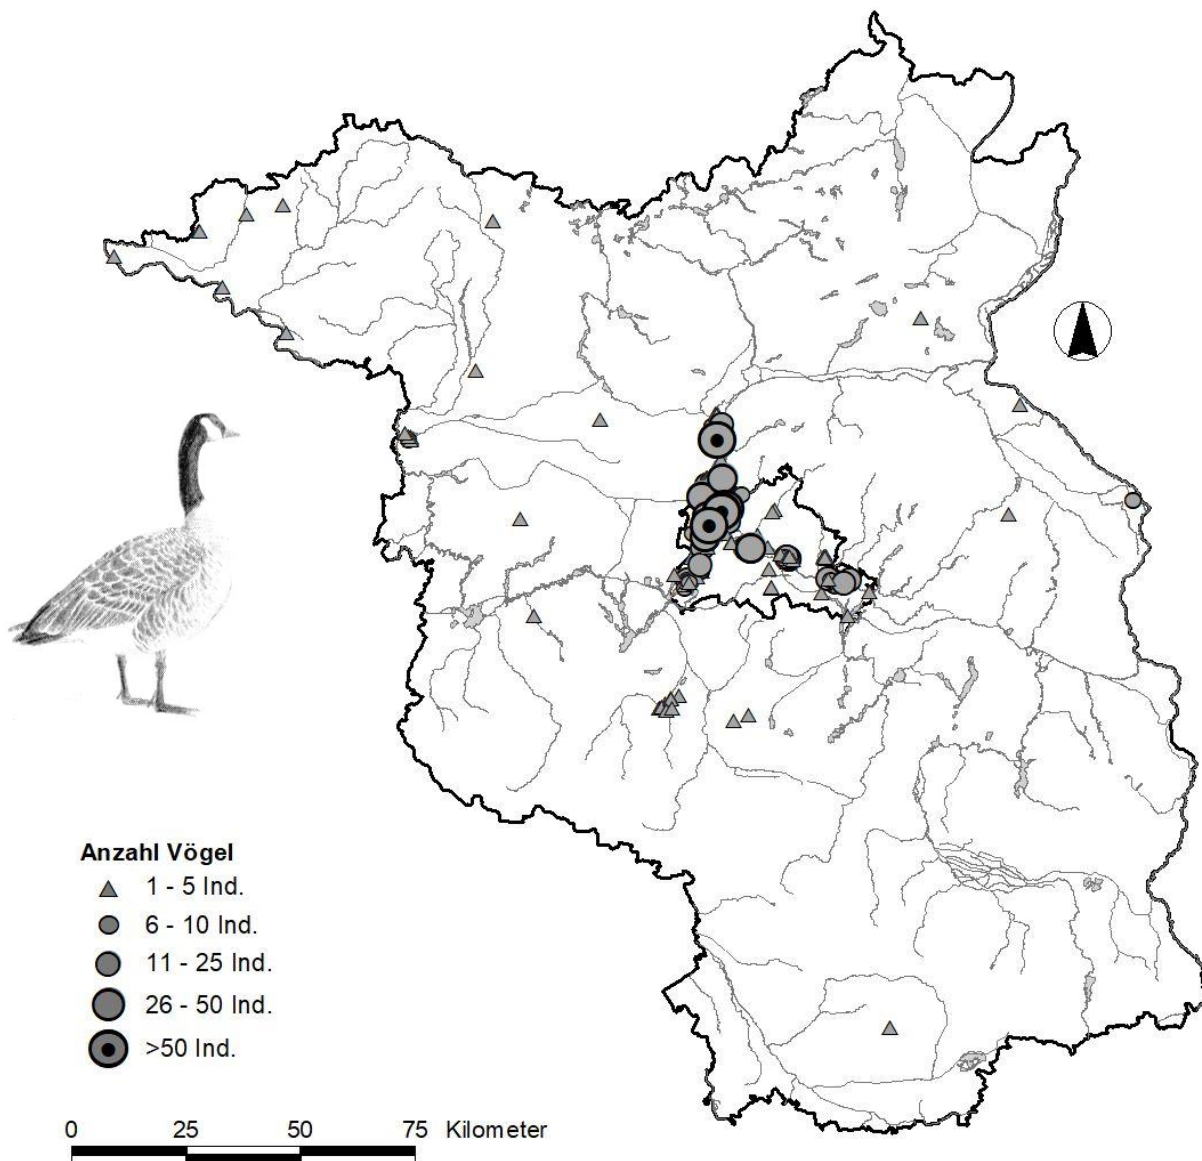 Anzahl Vögel
1 - 5 Ind.
6 - 10 Ind.
11 - 25 Ind.
26 - 50 Ind.
>50 Ind.
0 25 50 75 Kilometer